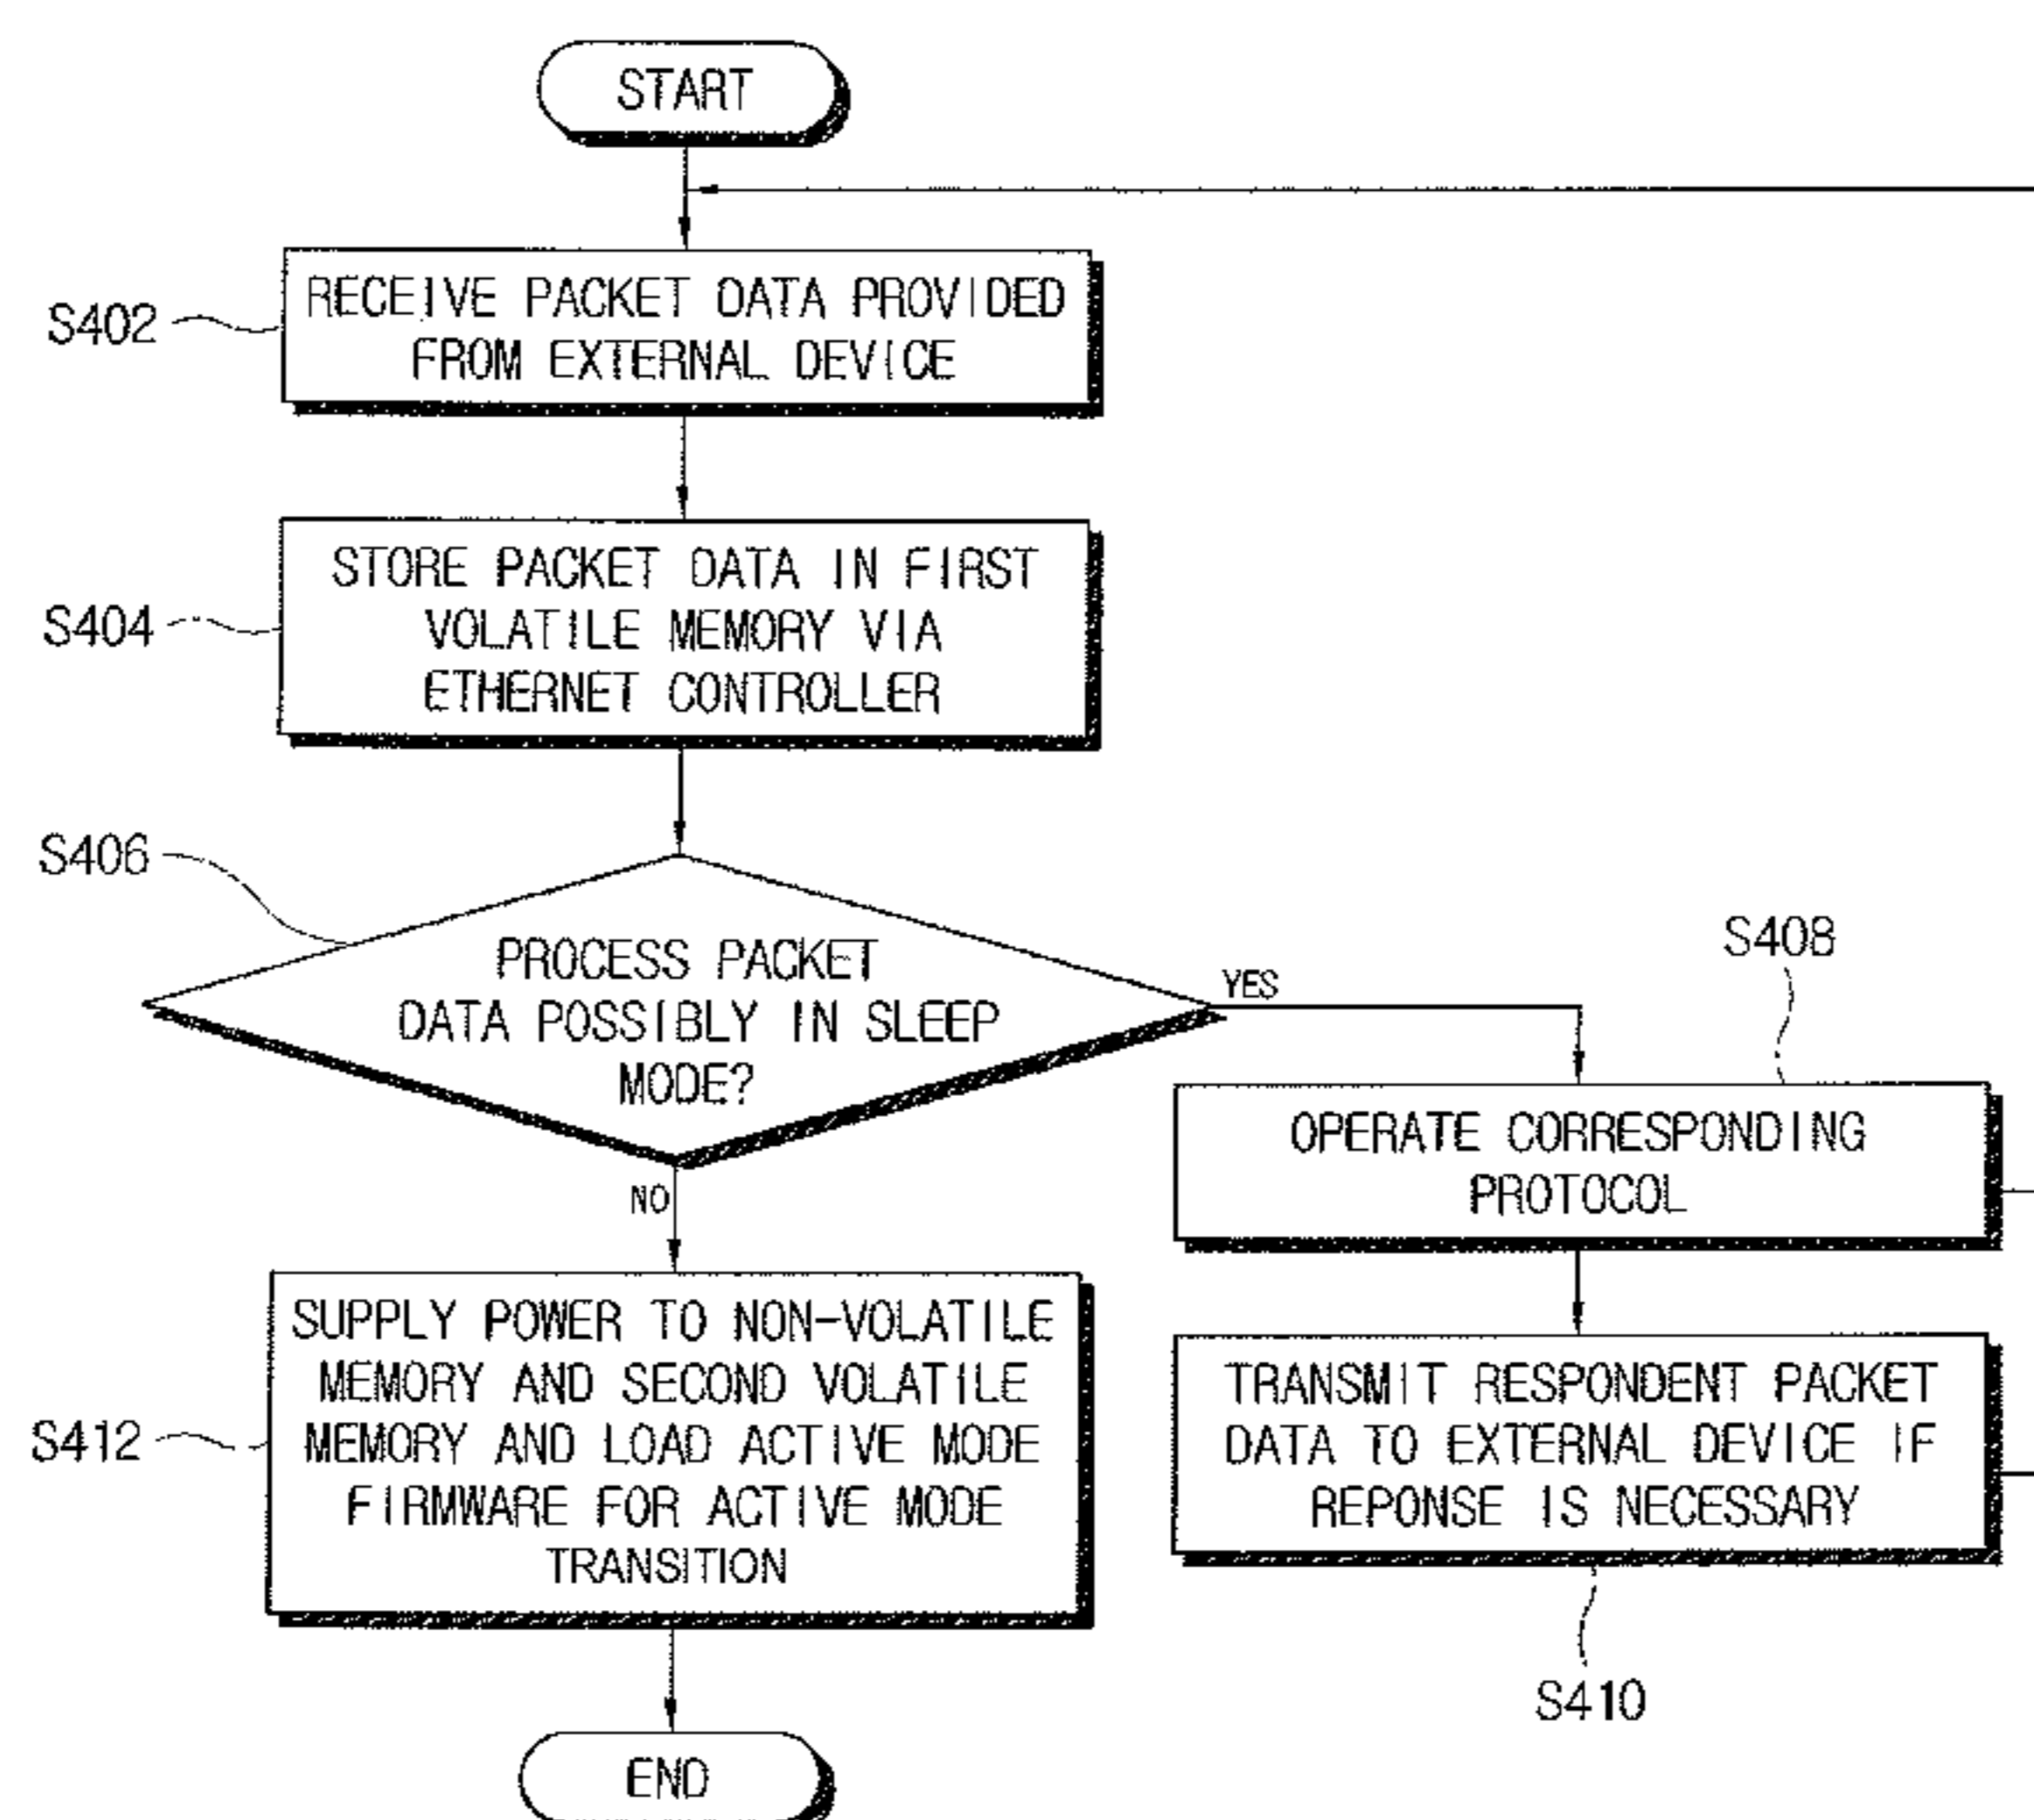 START
S402
RECEIVE PACKET DATA PROVIDED
FROM EXTERNAL DEVICE
S404
STORE PACKET DATA IN FIRST
VOLATILE MEMORY VIA
ETHERNET CONTROLLER
S406
PROCESS PACKET
DATA POSSIBLY IN SLEEP
MODE?
YES
NO
S408
OPERATE CORRESPONDING
PROTOCOL
TRANSMIT RESPONDENT PACKET
DATA TO EXTERNAL DEVICE IF
REPONSE IS NECESSARY
S410
S412
SUPPLY POWER TO NON-VOLATILE
MEMORY AND SECOND VOLATILE
MEMORY AND LOAD ACTIVE MODE
FIRMWARE FOR ACTIVE MODE
TRANSITION
END